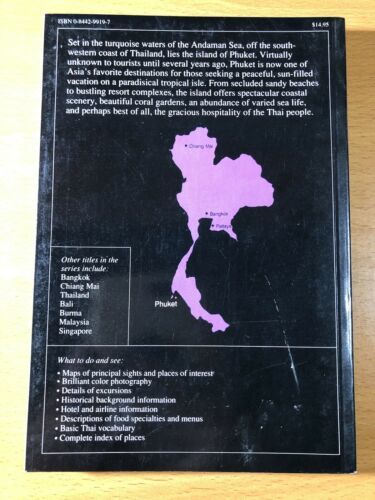 ISBN 0-8442-9919-7
$14.95
Set in the turquoise waters of the Andaman Sea, off the south-
western coast of Thailand, lies the island of Phuket. Virtually
unknown to tourists until several years ago, Phuket is now one of
Asia's favorite destinations for those seeking a peaceful, sun-filled
vacation on a paradisical tropical isle. From secluded sandy beaches
to bustling resort complexes, the island offers spectacular coastal
scenery, beautiful coral gardens, an abundance of varied sea life,
and perhaps best of all, the gracious hospitality of the Thai people.
Chiang Mai
Bangkok
Pattaya
Phuket
Other titles in the
series include:
Bangkok
Chiang Mai
Thailand
Bali
Burma
Malaysia
Singapore
What to do and see:
• Maps of principal sights and places of interest
• Brilliant color photography
• Details of excursions
• Historical background information
• Hotel and airline information
• Descriptions of food specialties and menus
• Basic Thai vocabulary
• Complete index of places